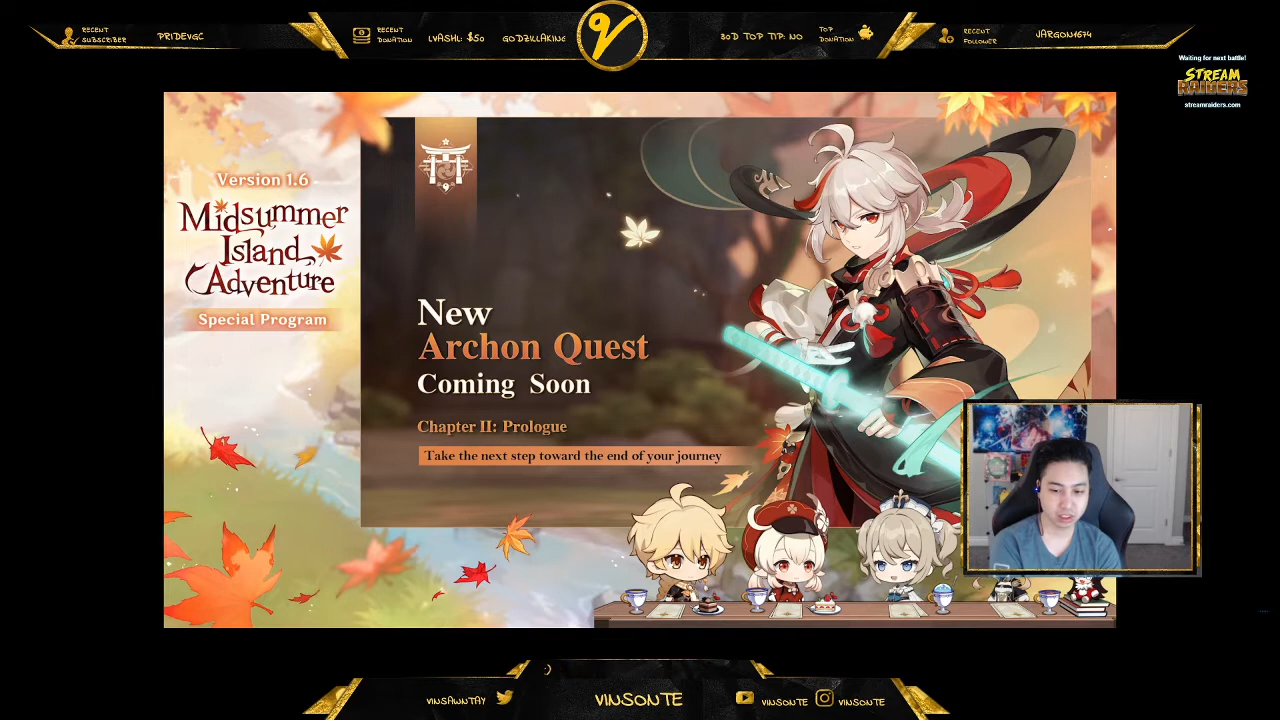 RECENT
SUBSCRIBER
PRIDEVGC
RECENT
DONATION
LVASHL: $50
GODZILLAKING
30D TOP TIP: NO
TOP
DONATION
RECENT
FOLLOWER
JARGON1674
Waiting for next battle!
STREAM
RAIDERS
streamraiders.com
Version 1.6
Midsummer
Island
Adventure
Special Program
New
Archon Quest
Coming Soon
Chapter II: Prologue
Take the next step toward the end of your journey
:)
VINSAWNTAY
VINSONTE
VINSONTE
VINSONTE